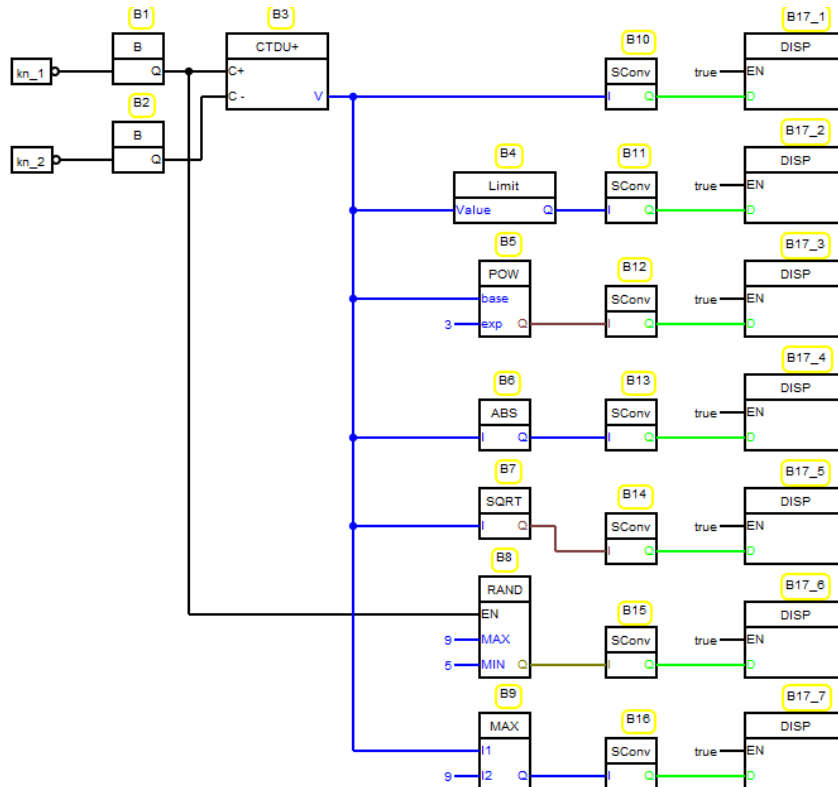 B1
B3
B17_1
B
CTDU+
B10
DISP
kn_1
Q
C+
SConv
true
EN
B2
C -
V
I
Q
D
B
B17_2
kn_2
Q
B4
B11
DISP
Limit
SConv
true
EN
Value
Q
I
Q
D
B5
B17_3
POW
B12
DISP
base
SConv
true
EN
3
exp
Q
I
Q
D
B17_4
B6
B13
DISP
ABS
SConv
true
EN
I
Q
I
Q
D
B7
B17_5
SQRT
B14
DISP
I
Q
SConv
true
EN
B8
I
Q
D
RAND
B17_6
EN
B15
DISP
9
MAX
SConv
true
EN
5
MIN
Q
I
Q
D
B9
B17_7
MAX
B16
DISP
I1
SConv
true
EN
9
I2
Q
I
Q
D